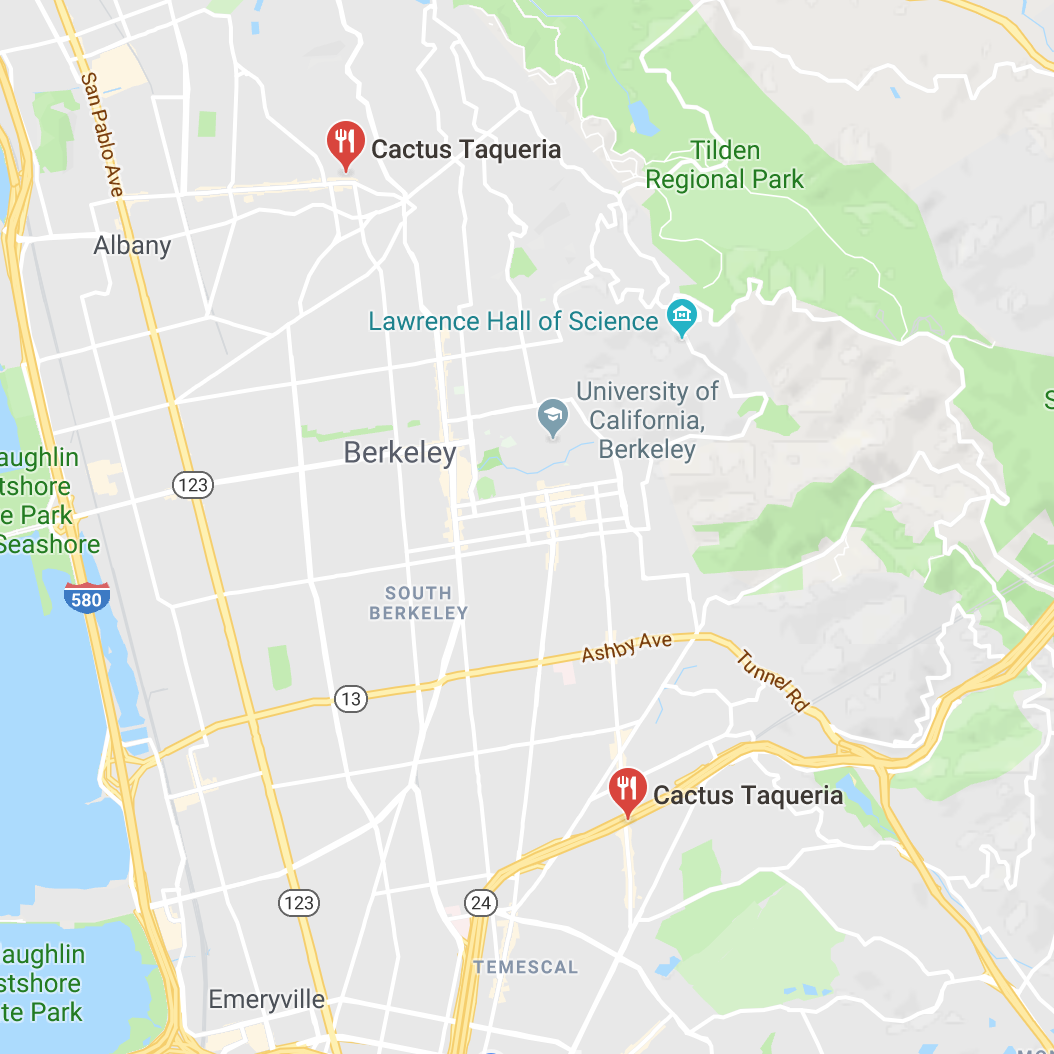 San Pablo Ave
Cactus Taqueria
Tilden
Regional Park
Albany
Lawrence Hall of Science
University of
California,
Berkeley
S
Berkeley
aughlin
tshore
e Park
Seashore
123
580
SOUTH
BERKELEY
Ashby Ave
Tunnel Rd
13
Cactus Taqueria
123
24
aughlin
stshore
te Park
TEMESCAL
Emeryville